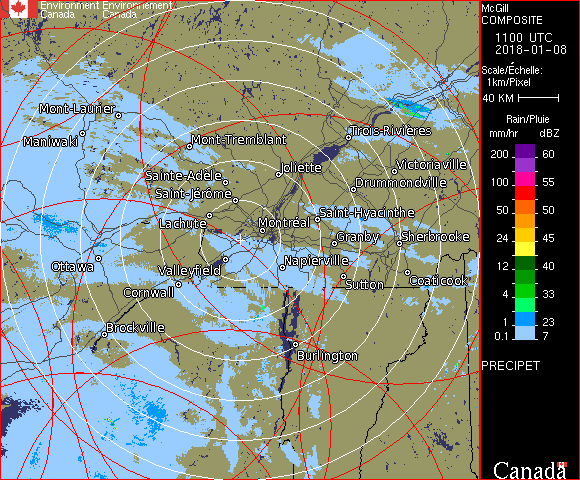 Environment Environnement
Canada Canada
McGill
COMPOSITE
1100 UTC
2018-01-08
Scale/Échelle:
1km/Pixel
40 KM
Rain/Pluie
mm/hr dBZ
200 60
155
100 55
50 50
24 45
12 40
4 33
1 23
0.1 7
PRECIPET
Canada
Mont-Laurier
Maniwaki
Mont-Tremblant
Trois-Rivières
Joliette
Victoriaville
Sainte-Adèle
Drummondville
Saint-Jérôme
Lachute
Saint-Hyacinthe
Montréal
Granby
Sherbrooke
Ottawa
Valleyfield
Napierville
Sutton
Coaticook
Cornwall
Brockville
Burlington